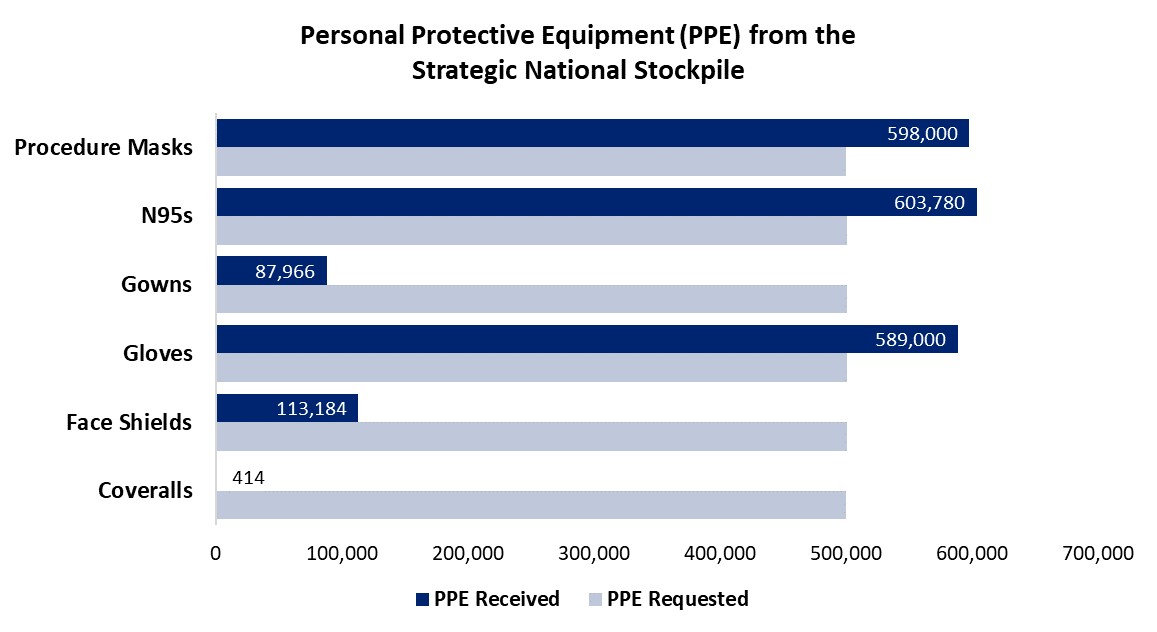 Personal Protective Equipment (PPE) from the
Strategic National Stockpile
Procedure Masks
598,000
N95s
603,780
Gowns
87,966
Gloves
589,000
Face Shields
113,184
Coveralls
414
0 100,000 200,000 300,000 400,000 500,000 600,000 700,000
PPE Received PPE Requested